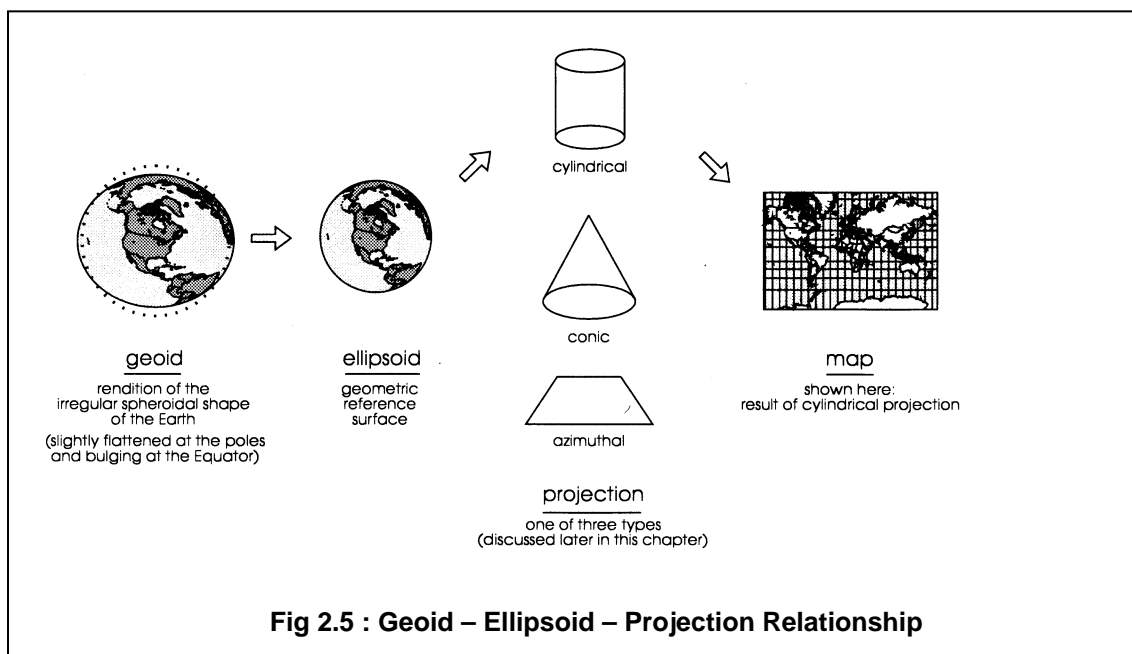 cylindrical
conic
azimuthal
geoid
rendition of the
irregular spheroidal shape
of the Earth
(slightly flattened at the poles
and bulging at the Equator)
ellipsoid
geometric
reference
surface
projection
one of three types
(discussed later in this chapter)
map
shown here:
result of cylindrical projection
Fig 2.5 : Geoid – Ellipsoid – Projection Relationship